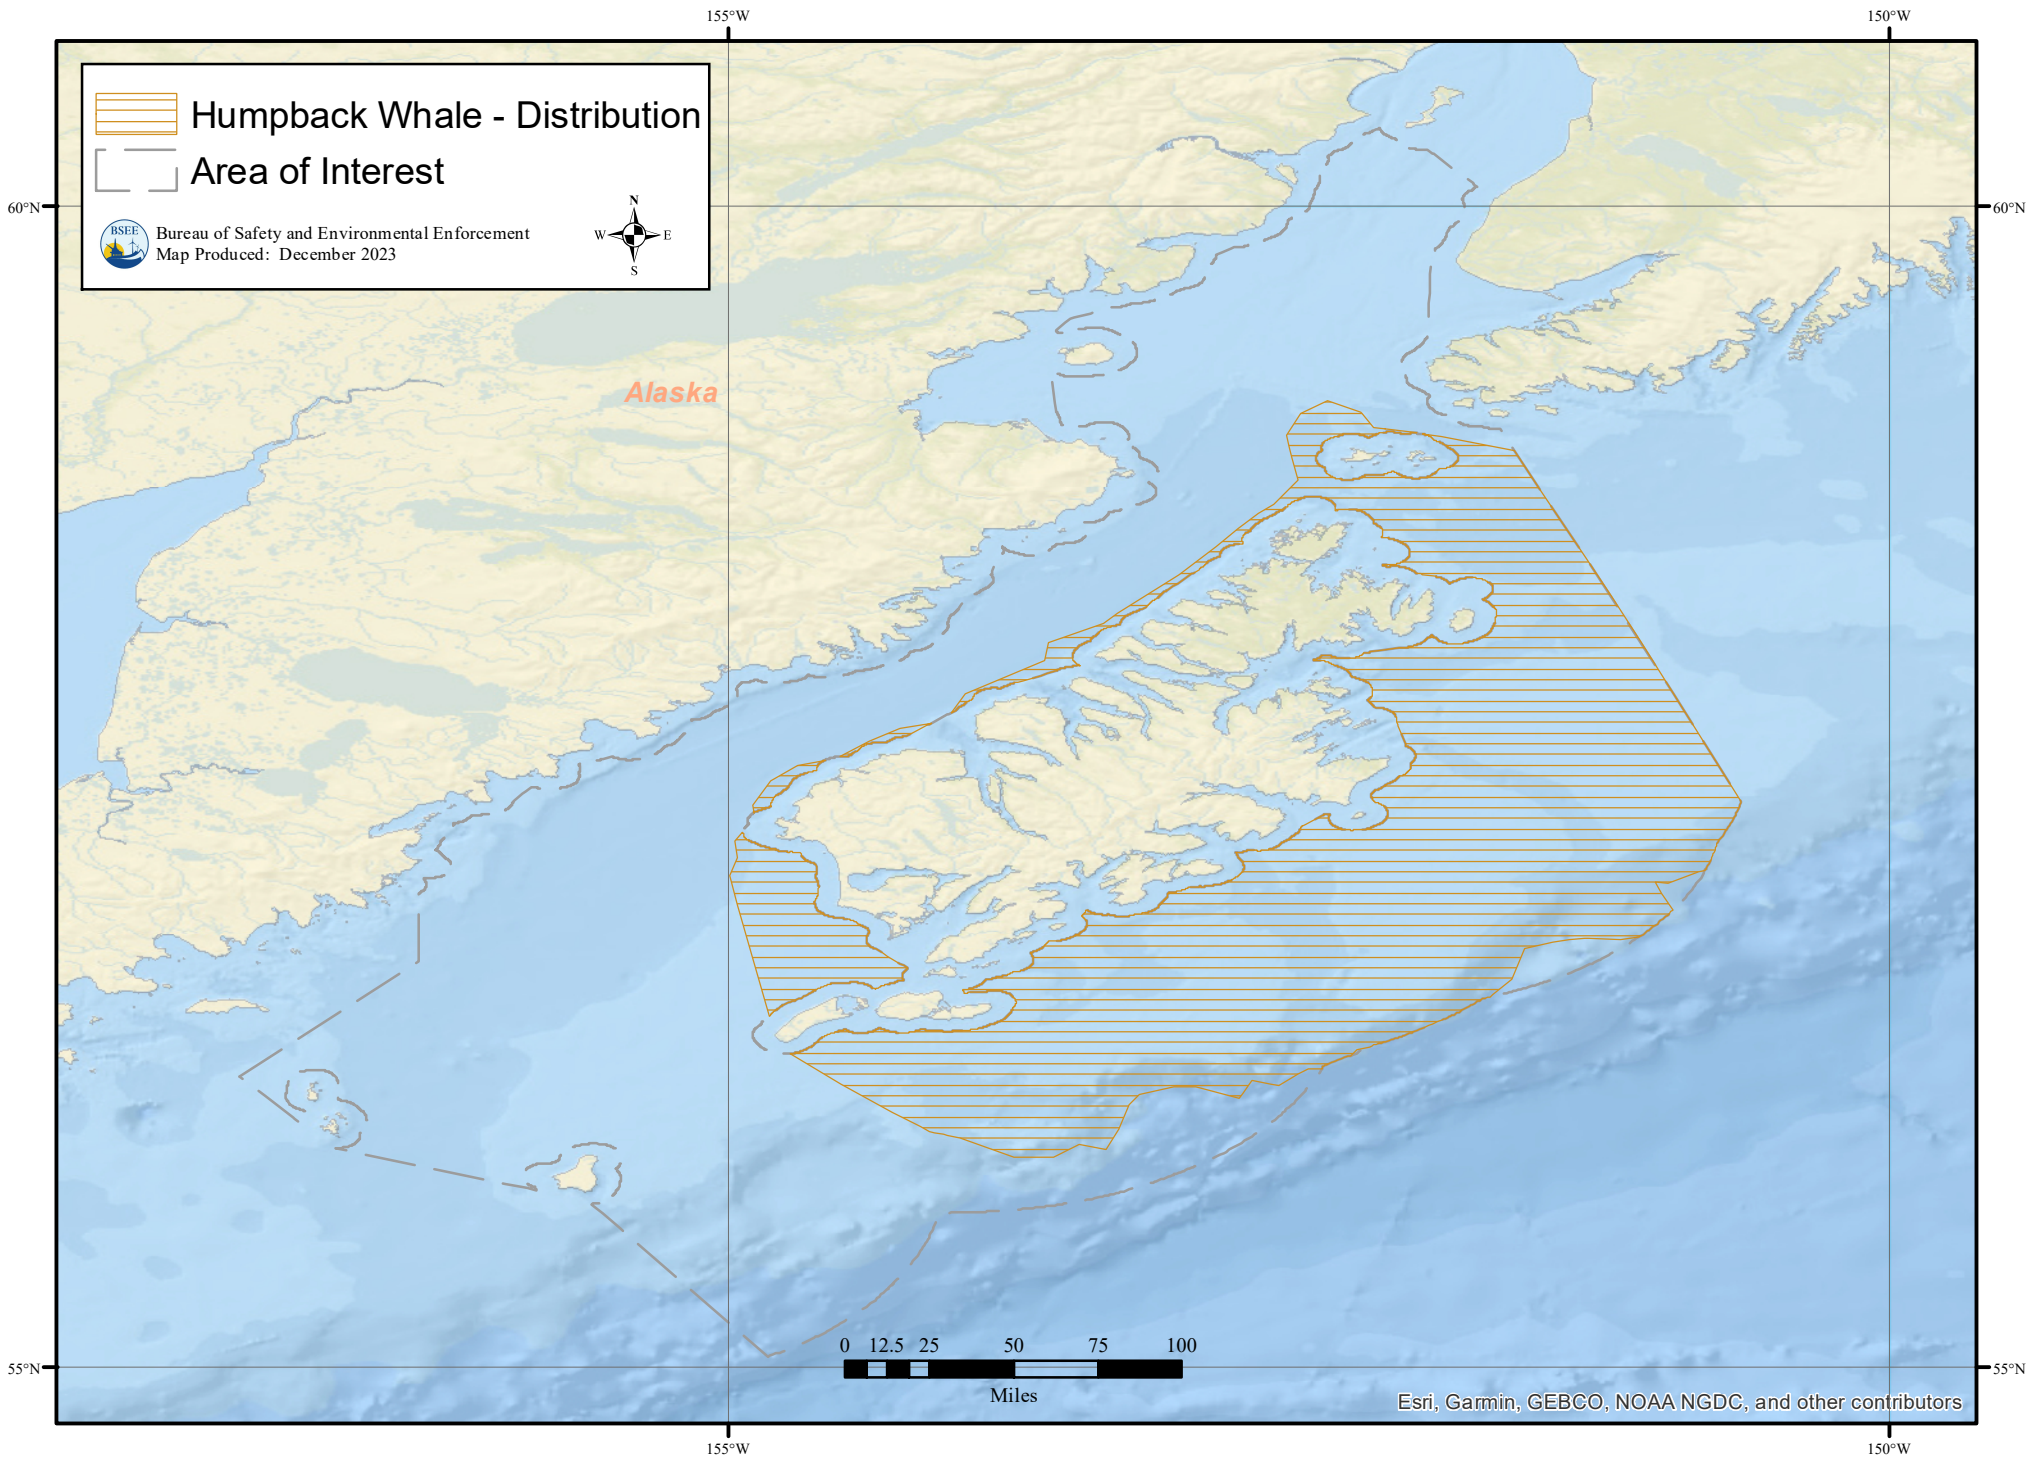 155°W
150°W
Humpback Whale - Distribution
Area of Interest
BSEE
Bureau of Safety and Environmental Enforcement
Map Produced: December 2023
N
W
E
S
60°N
60°N
Alaska
0 12.5 25 50 75 100
Miles
55°N
55°N
Esri, Garmin, GEBCO, NOAA NGDC, and other contributors
155°W
150°W